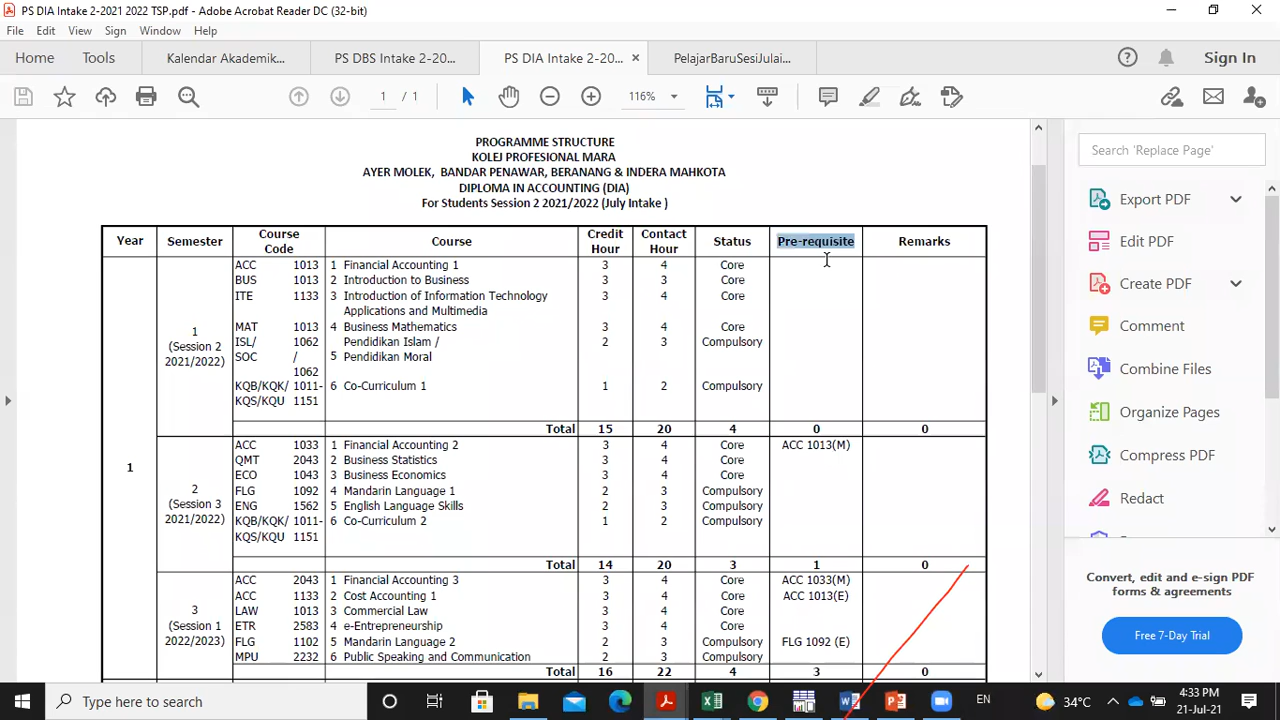 PS DIA Intake 2-2021 2022 TSP.pdf - Adobe Acrobat Reader DC (32-bit)
File Edit View Sign Window Help
Home Tools Kalendar Akademik... PS DBS Intake 2-20... PS DIA Intake 2-20... × PelajarBaruSesiJulai... ? Sign In
1 / 1 116%
PROGRAMME STRUCTURE
KOLEJ PROFESIONAL MARA
AYER MOLEK, BANDAR PENAWAR, BERANANG & INDERA MAHKOTA
DIPLOMA IN ACCOUNTING (DIA)
For Students Session 2 2021/2022 (July Intake )
Year Semester Course Code Course Credit Hour Contact Hour Status Pre-requisite Remarks
1
1 (Session 2 2021/2022)
ACC 1013 1 Financial Accounting 1 3 4 Core
BUS 1013 2 Introduction to Business 3 3 Core
ITE 1133 3 Introduction of Information Technology 3 4 Core
Applications and Multimedia
MAT 1013 4 Business Mathematics 3 4 Core
ISL/ 1062 Pendidikan Islam / 2 3 Compulsory
SOC / 5 Pendidikan Moral
1062
KQB/KQK/ 1011- 6 Co-Curriculum 1 1 2 Compulsory
KQS/KQU 1151
Total 15 20 4 0 0
2 (Session 3 2021/2022)
ACC 1033 1 Financial Accounting 2 3 4 Core ACC 1013(M)
QMT 2043 2 Business Statistics 3 4 Core
ECO 1043 3 Business Economics 3 4 Core
FLG 1092 4 Mandarin Language 1 2 3 Compulsory
ENG 1562 5 English Language Skills 2 3 Compulsory
KQB/KQK/ 1011- 6 Co-Curriculum 2 1 2 Compulsory
KQS/KQU 1151
Total 14 20 3 1 0
3 (Session 1 2022/2023)
ACC 2043 1 Financial Accounting 3 3 4 Core ACC 1033(M)
ACC 1133 2 Cost Accounting 1 3 4 Core ACC 1013(E)
LAW 1013 3 Commercial Law 3 4 Core
ETR 2583 4 e-Entrepreneurship 3 4 Core
FLG 1102 5 Mandarin Language 2 2 3 Compulsory FLG 1092 (E)
MPU 2232 6 Public Speaking and Communication 2 3 Compulsory
Total 16 22 4 3 0
Search 'Replace Page'
Export PDF
Edit PDF
Create PDF
Comment
Combine Files
Organize Pages
Compress PDF
Redact
Convert, edit and e-sign PDF
forms & agreements
Free 7-Day Trial
Type here to search
EN
34°C
4:33 PM
21-Jul-21